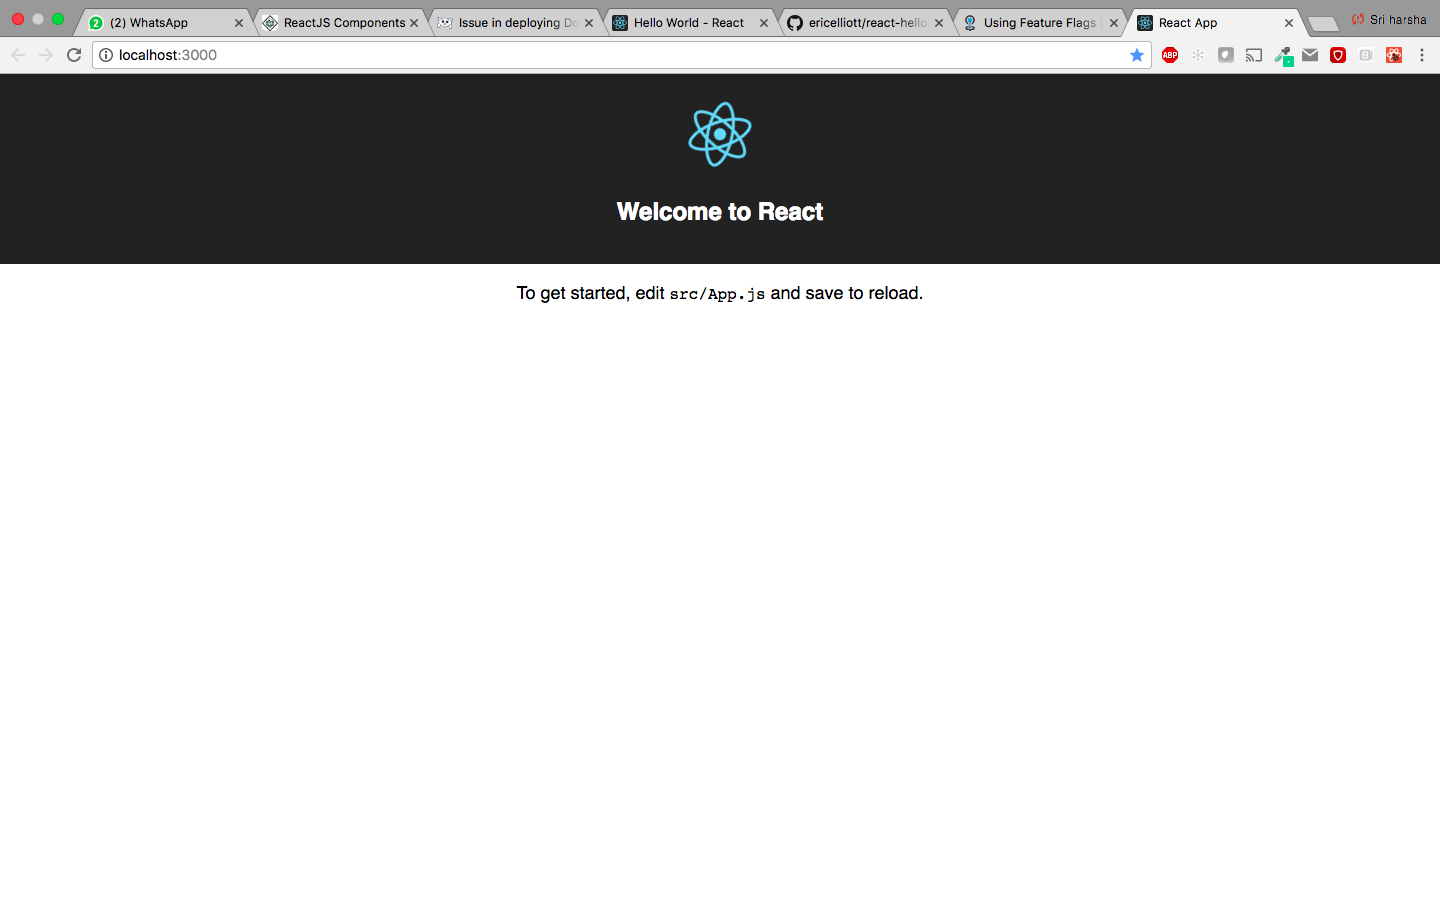 (2) WhatsApp
ReactJS Components
Issue in deploying Do
Hello World - React
ericelliott/react-hello
Using Feature Flags
React App
Sri harsha
localhost:3000
ABP
Welcome to React
To get started, edit src/App.js and save to reload.